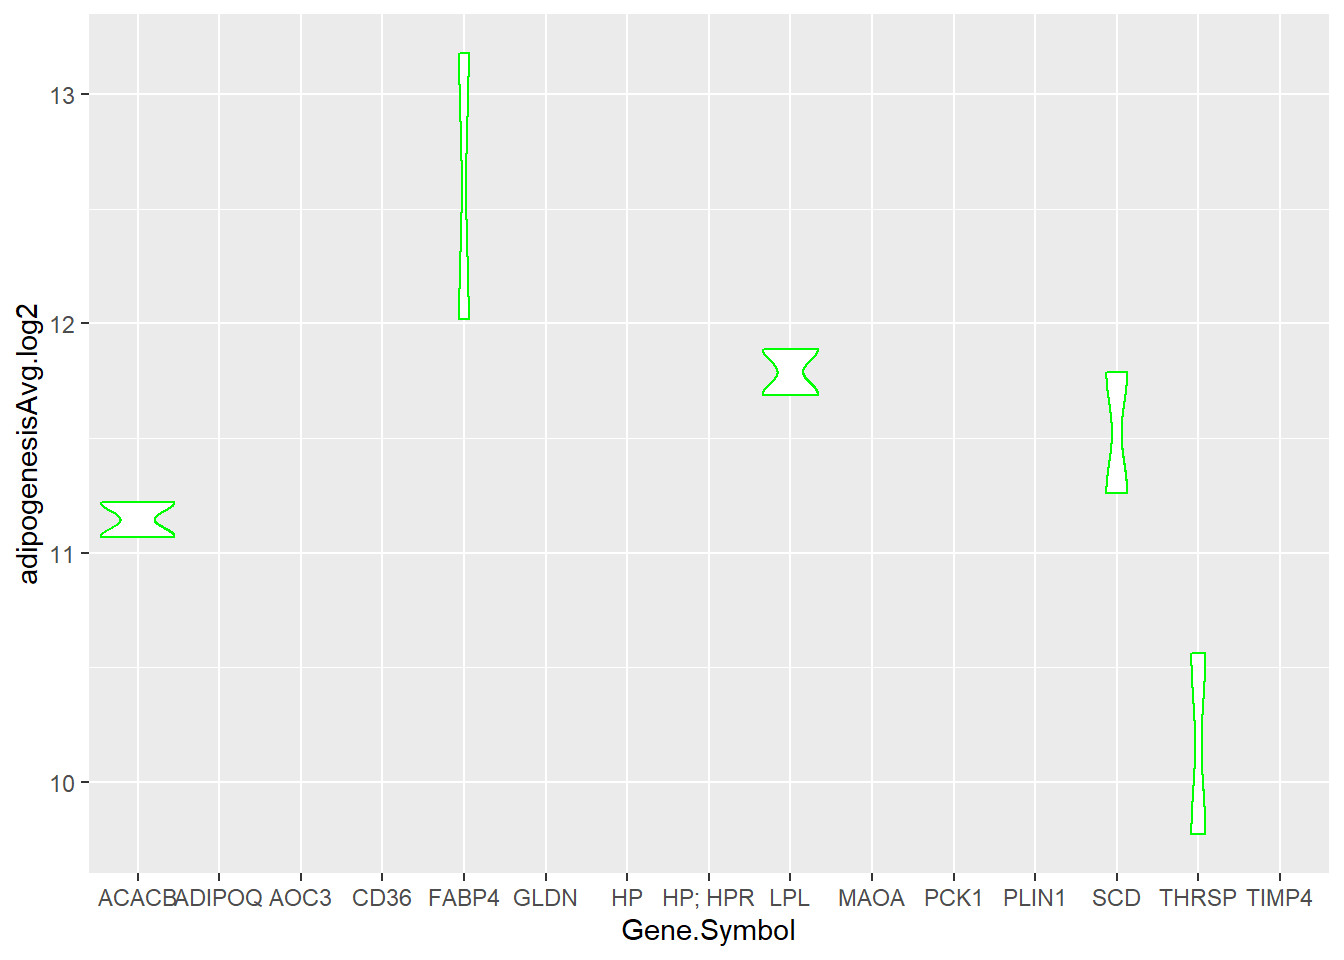 adipogenesisAvg.log2
13
12
11
10
ACACB ADIPOQ AOC3 CD36 FABP4 GLDN HP HP; HPR LPL MAOA PCK1 PLIN1 SCD THRSP TIMP4
Gene.Symbol